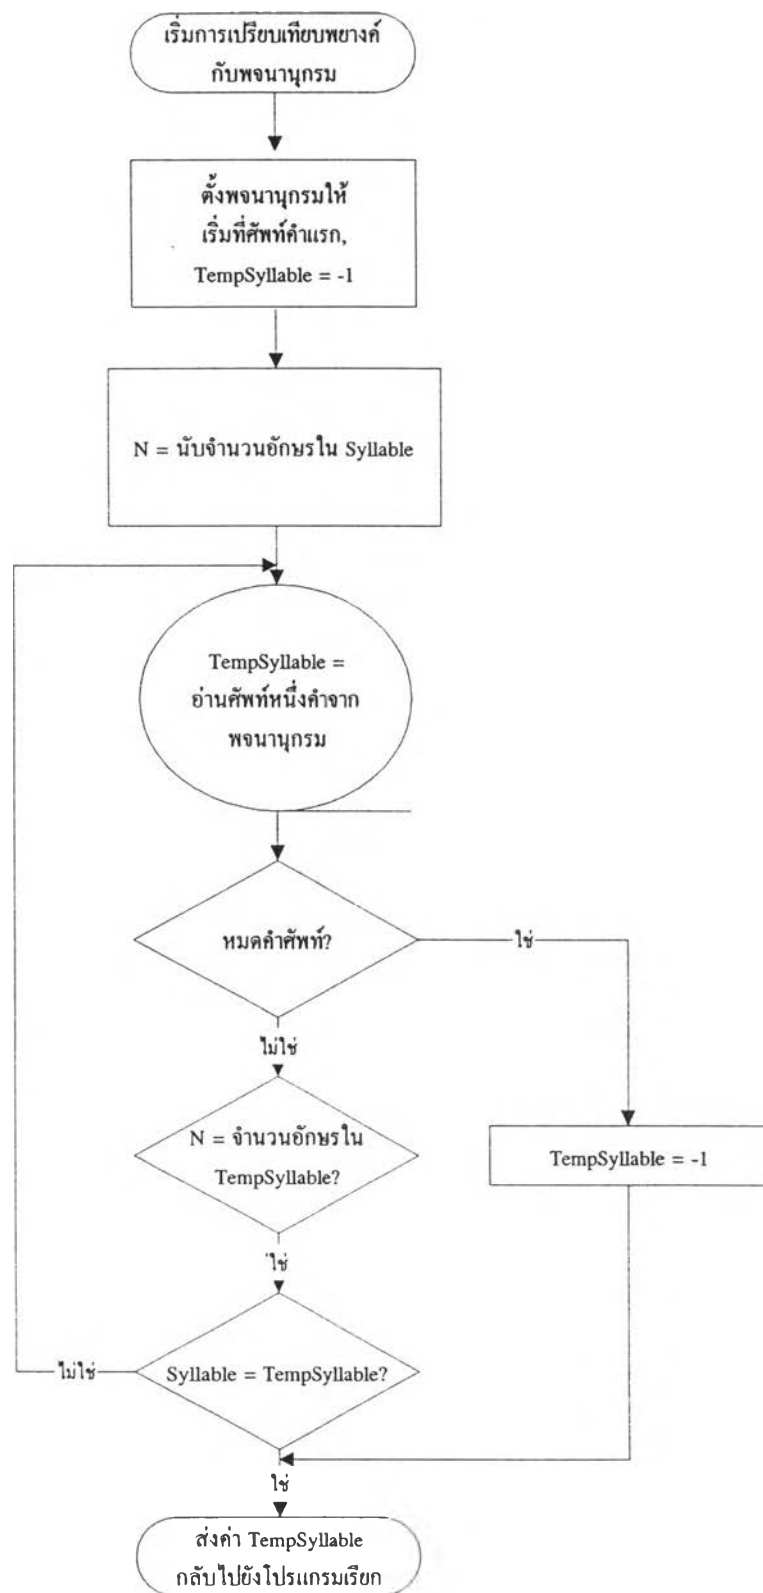 เริ่มการเปรียบเทียบพยางค์
กับพจนานุกรม
ตั้งพจนานุกรมให้
เริ่มที่ศัพท์คำแรก,
TempSyllable = -1
N = นับจำนวนอักษรใน Syllable
TempSyllable =
อ่านศัพท์หนึ่งคำจาก
พจนานุกรม
หมดคำศัพท์?
ใช่
ไม่ใช่
N = จำนวนอักษรใน
TempSyllable?
TempSyllable = -1
ใช่
ไม่ใช่
Syllable = TempSyllable?
ใช่
ส่งค่า TempSyllable
กลับไปยังโปรแกรมเรียก